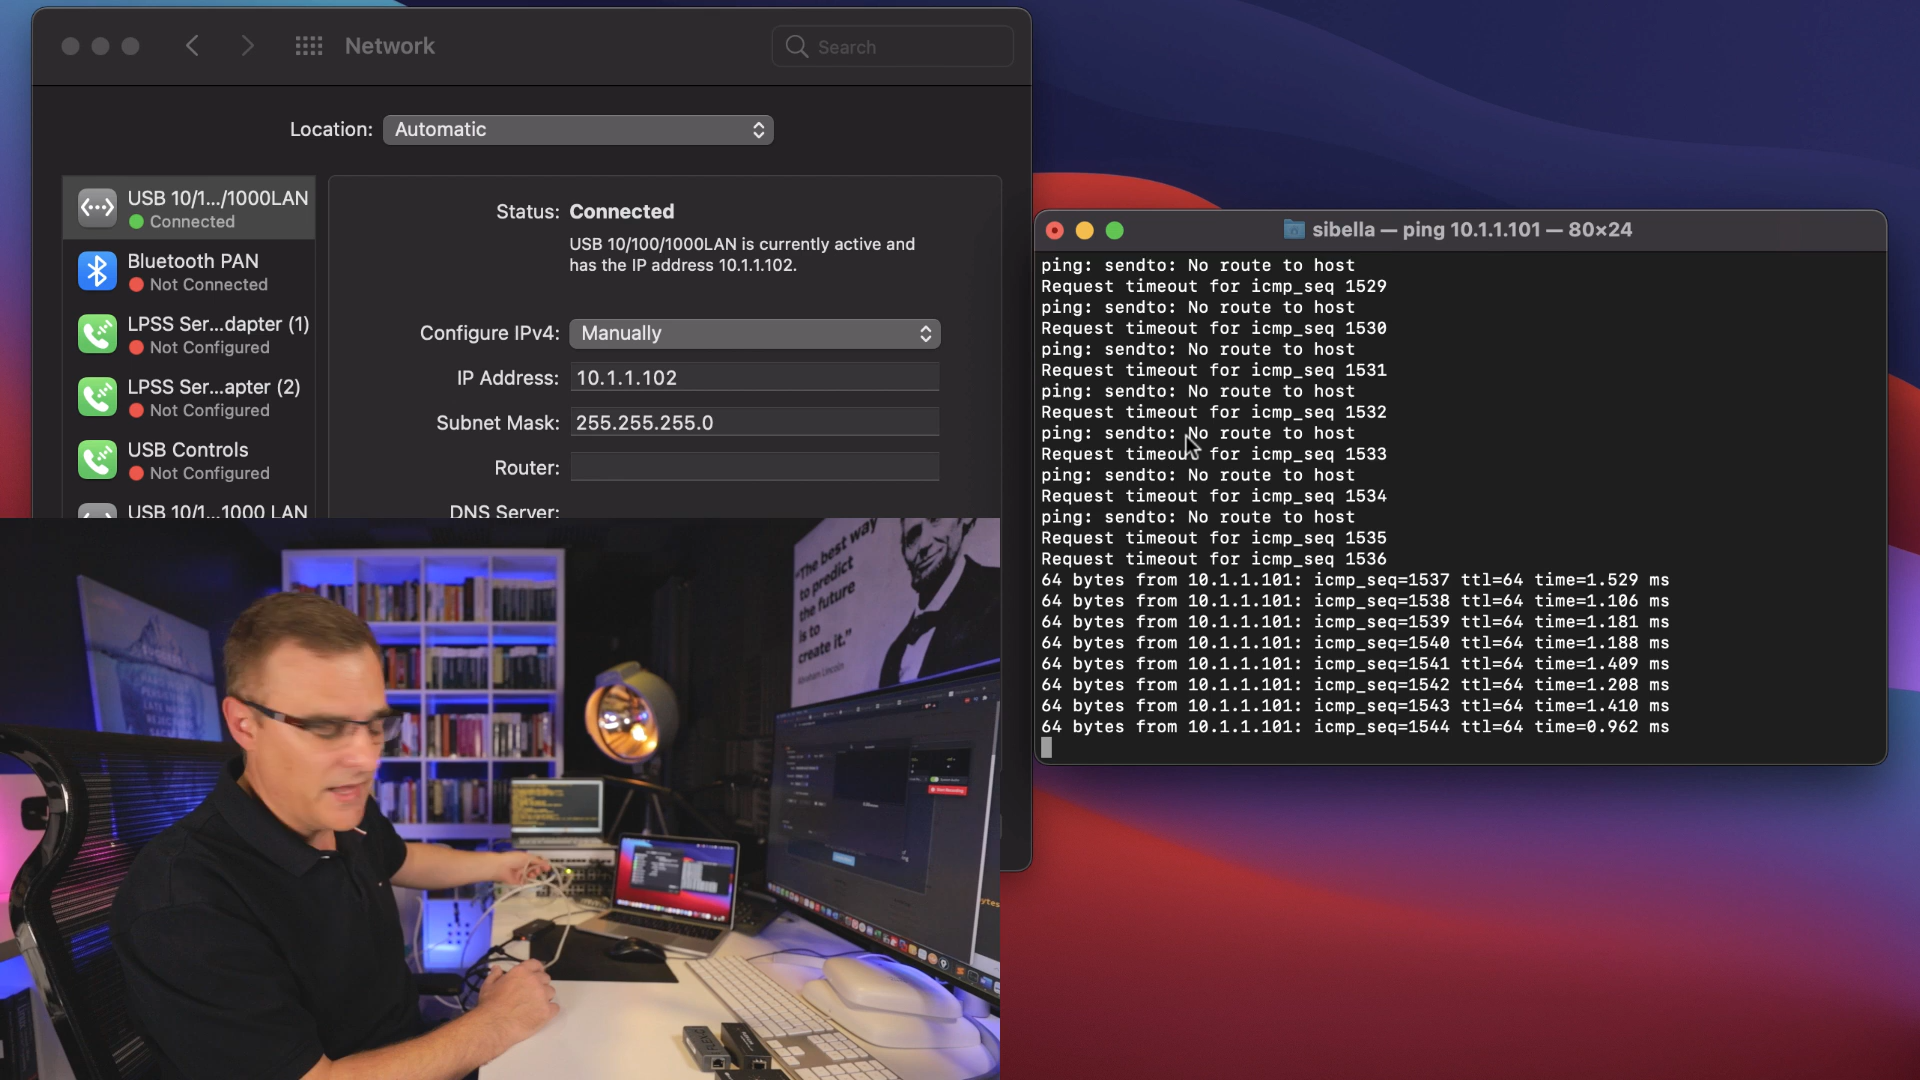 Network
Search
Location: Automatic
USB 10/1.../1000LAN
Connected
Bluetooth PAN
Not Connected
LPSS Ser...dapter (1)
Not Configured
LPSS Ser...apter (2)
Not Configured
USB Controls
Not Configured
USB 10/1...1000 LAN
Status: Connected
USB 10/100/1000LAN is currently active and
has the IP address 10.1.1.102.
Configure IPv4: Manually
IP Address: 10.1.1.102
Subnet Mask: 255.255.255.0
Router:
DNS Server:
sibella — ping 10.1.1.101 — 80×24
ping: sendto: No route to host
Request timeout for icmp_seq 1529
ping: sendto: No route to host
Request timeout for icmp_seq 1530
ping: sendto: No route to host
Request timeout for icmp_seq 1531
ping: sendto: No route to host
Request timeout for icmp_seq 1532
ping: sendto: No route to host
Request timeout for icmp_seq 1533
ping: sendto: No route to host
Request timeout for icmp_seq 1534
ping: sendto: No route to host
Request timeout for icmp_seq 1535
Request timeout for icmp_seq 1536
64 bytes from 10.1.1.101: icmp_seq=1537 ttl=64 time=1.529 ms
64 bytes from 10.1.1.101: icmp_seq=1538 ttl=64 time=1.106 ms
64 bytes from 10.1.1.101: icmp_seq=1539 ttl=64 time=1.181 ms
64 bytes from 10.1.1.101: icmp_seq=1540 ttl=64 time=1.188 ms
64 bytes from 10.1.1.101: icmp_seq=1541 ttl=64 time=1.409 ms
64 bytes from 10.1.1.101: icmp_seq=1542 ttl=64 time=1.208 ms
64 bytes from 10.1.1.101: icmp_seq=1543 ttl=64 time=1.410 ms
64 bytes from 10.1.1.101: icmp_seq=1544 ttl=64 time=0.962 ms
"The best way
to predict
the future
is to
create it."
Abraham Lincoln